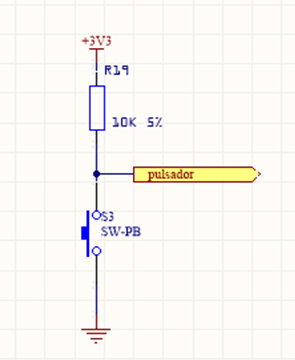 +3V3
R19
10K 5%
pulsador
S3
SW-PB